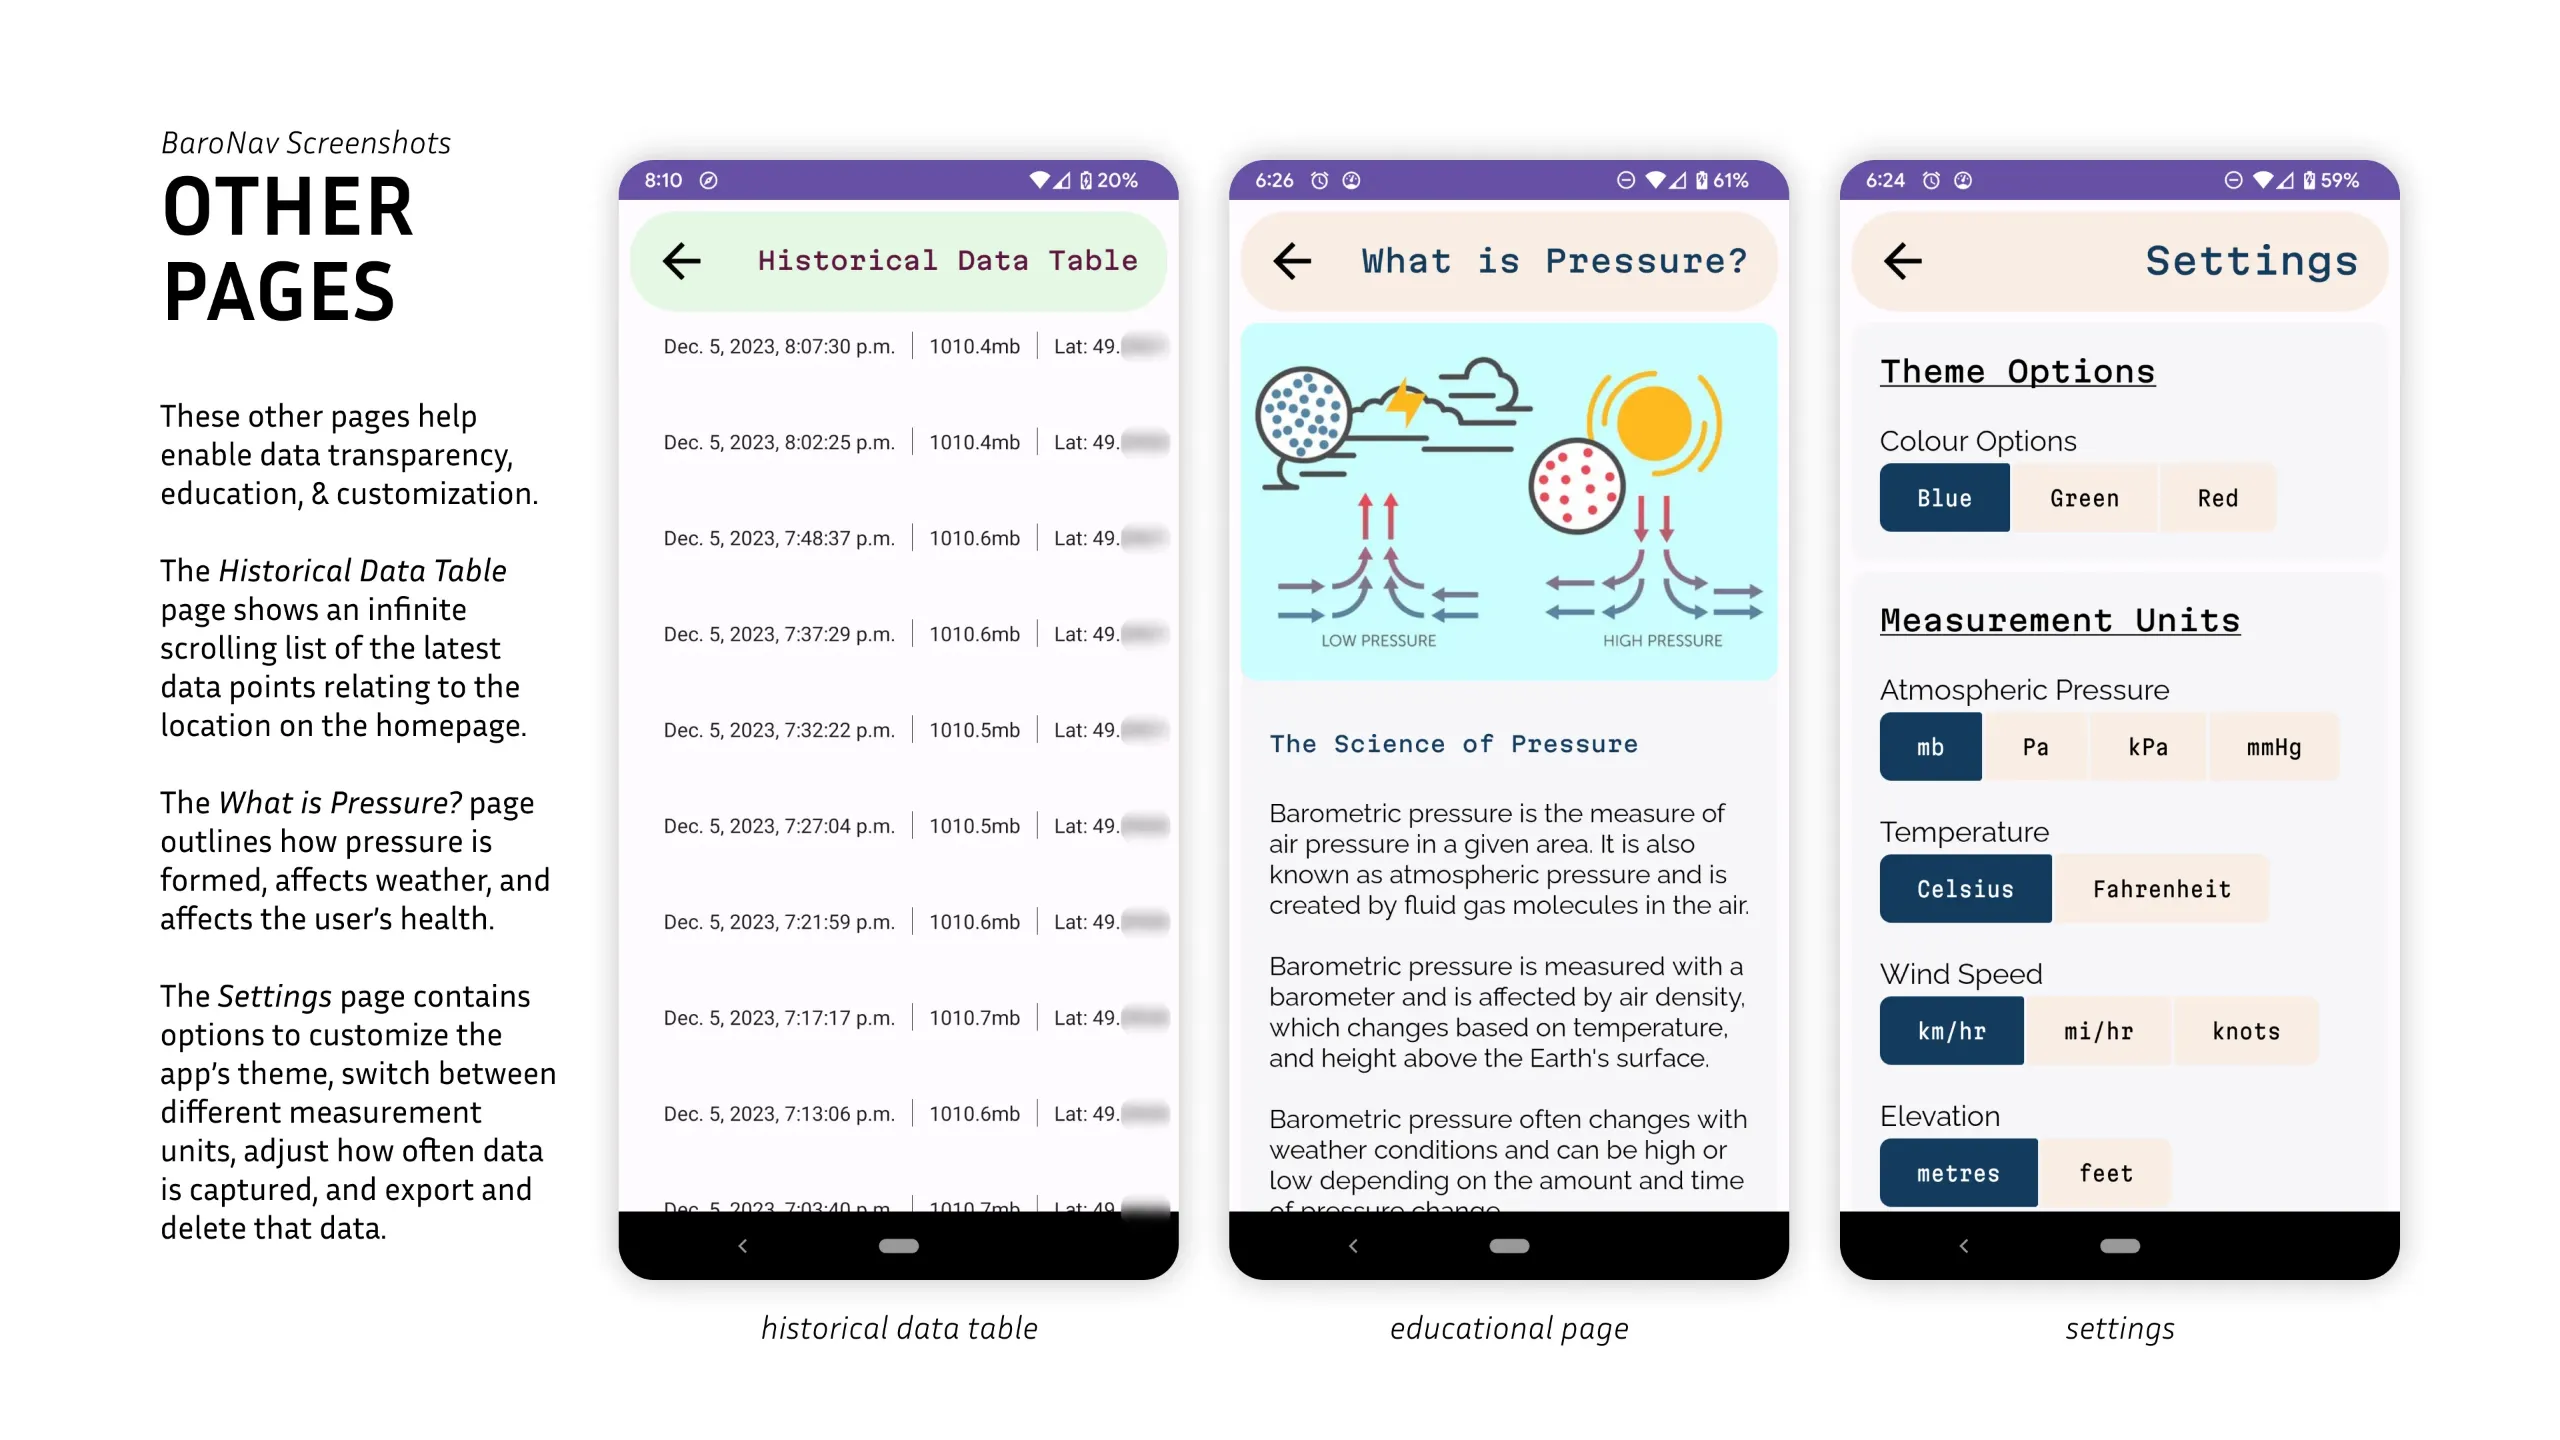 BaroNav Screenshots
OTHER
PAGES
These other pages help
enable data transparency,
education, & customization.
The Historical Data Table
page shows an infinite
scrolling list of the latest
data points relating to the
location on the homepage.
The What is Pressure? page
outlines how pressure is
formed, affects weather, and
affects the user's health.
The Settings page contains
options to customize the
app's theme, switch between
different measurement
units, adjust how often data
is captured, and export and
delete that data.
8:10 20%
Historical Data Table
Dec. 5, 2023, 8:07:30 p.m. 1010.4mb Lat: 49.
Dec. 5, 2023, 8:02:25 p.m. 1010.4mb Lat: 49.
Dec. 5, 2023, 7:48:37 p.m. 1010.6mb Lat: 49.
Dec. 5, 2023, 7:37:29 p.m. 1010.6mb Lat: 49.
Dec. 5, 2023, 7:32:22 p.m. 1010.5mb Lat: 49.
Dec. 5, 2023, 7:27:04 p.m. 1010.5mb Lat: 49.
Dec. 5, 2023, 7:21:59 p.m. 1010.6mb Lat: 49.
Dec. 5, 2023, 7:17:17 p.m. 1010.7mb Lat: 49.
Dec. 5, 2023, 7:13:06 p.m. 1010.6mb Lat: 49.
Dec. 5, 2023, 7:03:40 p.m. 1010.7mb Lat: 49.
historical data table
6:26 61%
What is Pressure?
LOW PRESSURE
HIGH PRESSURE
The Science of Pressure
Barometric pressure is the measure of
air pressure in a given area. It is also
known as atmospheric pressure and is
created by fluid gas molecules in the air.
Barometric pressure is measured with a
barometer and is affected by air density,
which changes based on temperature,
and height above the Earth's surface.
Barometric pressure often changes with
weather conditions and can be high or
low depending on the amount and time
of pressure change
educational page
6:24 59%
Settings
Theme Options
Colour Options
Blue Green Red
Measurement Units
Atmospheric Pressure
mb Pa kPa mmHg
Temperature
Celsius Fahrenheit
Wind Speed
km/hr mi/hr knots
Elevation
metres feet
settings